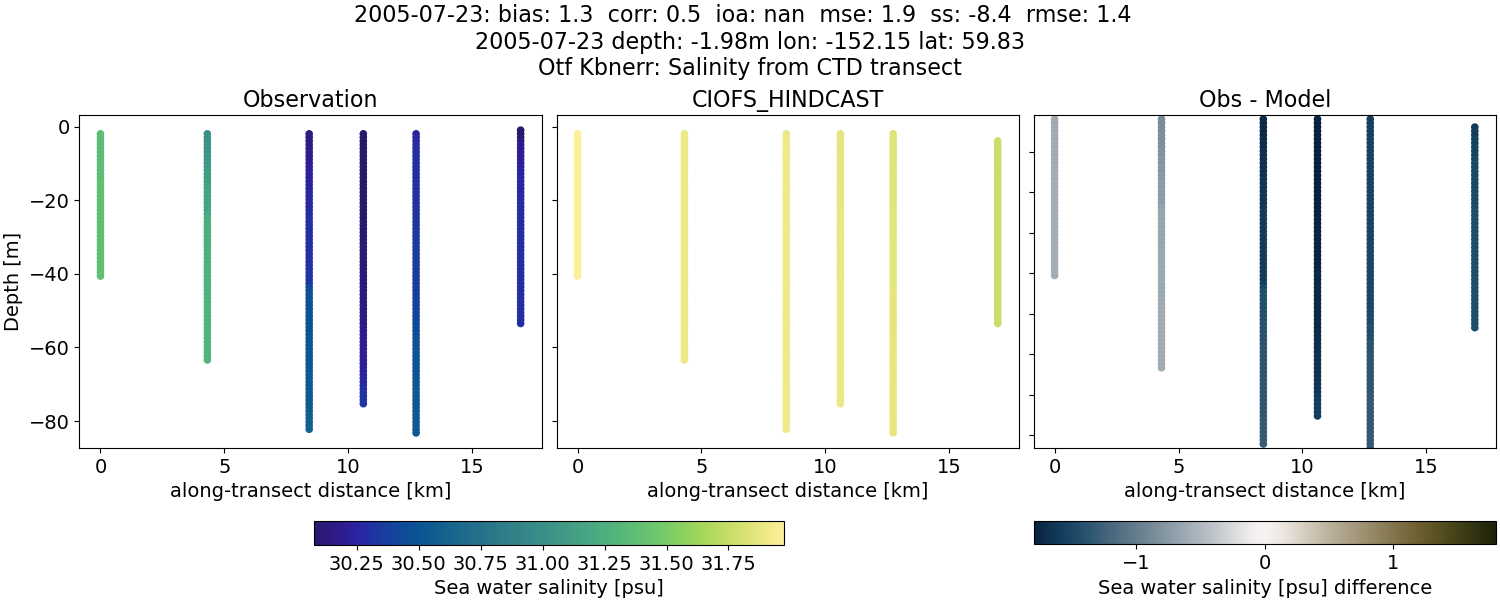 2005-07-23: bias: 1.3  corr: 0.5  ioa: nan  mse: 1.9  ss: -8.4  rmse: 1.4
2005-07-23 depth: -1.98m lon: -152.15 lat: 59.83
Otf Kbnerr: Salinity from CTD transect
Observation
CIOFS_HINDCAST
Obs - Model
Depth [m]
0
−20
−40
−60
−80
0 5 10 15
0 5 10 15
0 5 10 15
along-transect distance [km]
along-transect distance [km]
along-transect distance [km]
30.25 30.50 30.75 31.00 31.25 31.50 31.75
Sea water salinity [psu]
−1 0 1
Sea water salinity [psu] difference